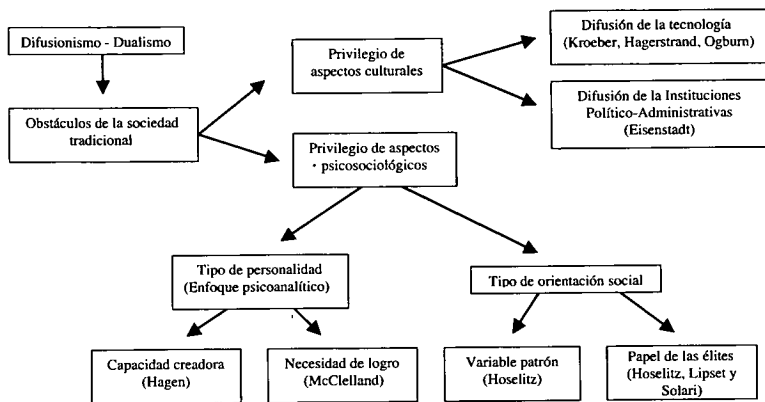 Difusionismo - Dualismo
Obstáculos de la sociedad
tradicional
Privilegio de
aspectos culturales
Difusión de la tecnología
(Kroeber, Hagerstrand, Ogburn)
Difusión de la Instituciones
Político-Administrativas
(Eisenstadt)
Privilegio de aspectos
psicosociológicos
Tipo de personalidad
(Enfoque psicoanalítico)
Tipo de orientación social
Capacidad creadora
(Hagen)
Necesidad de logro
(McClelland)
Variable patrón
(Hoselitz)
Papel de las élites
(Hoselitz, Lipset y
Solari)